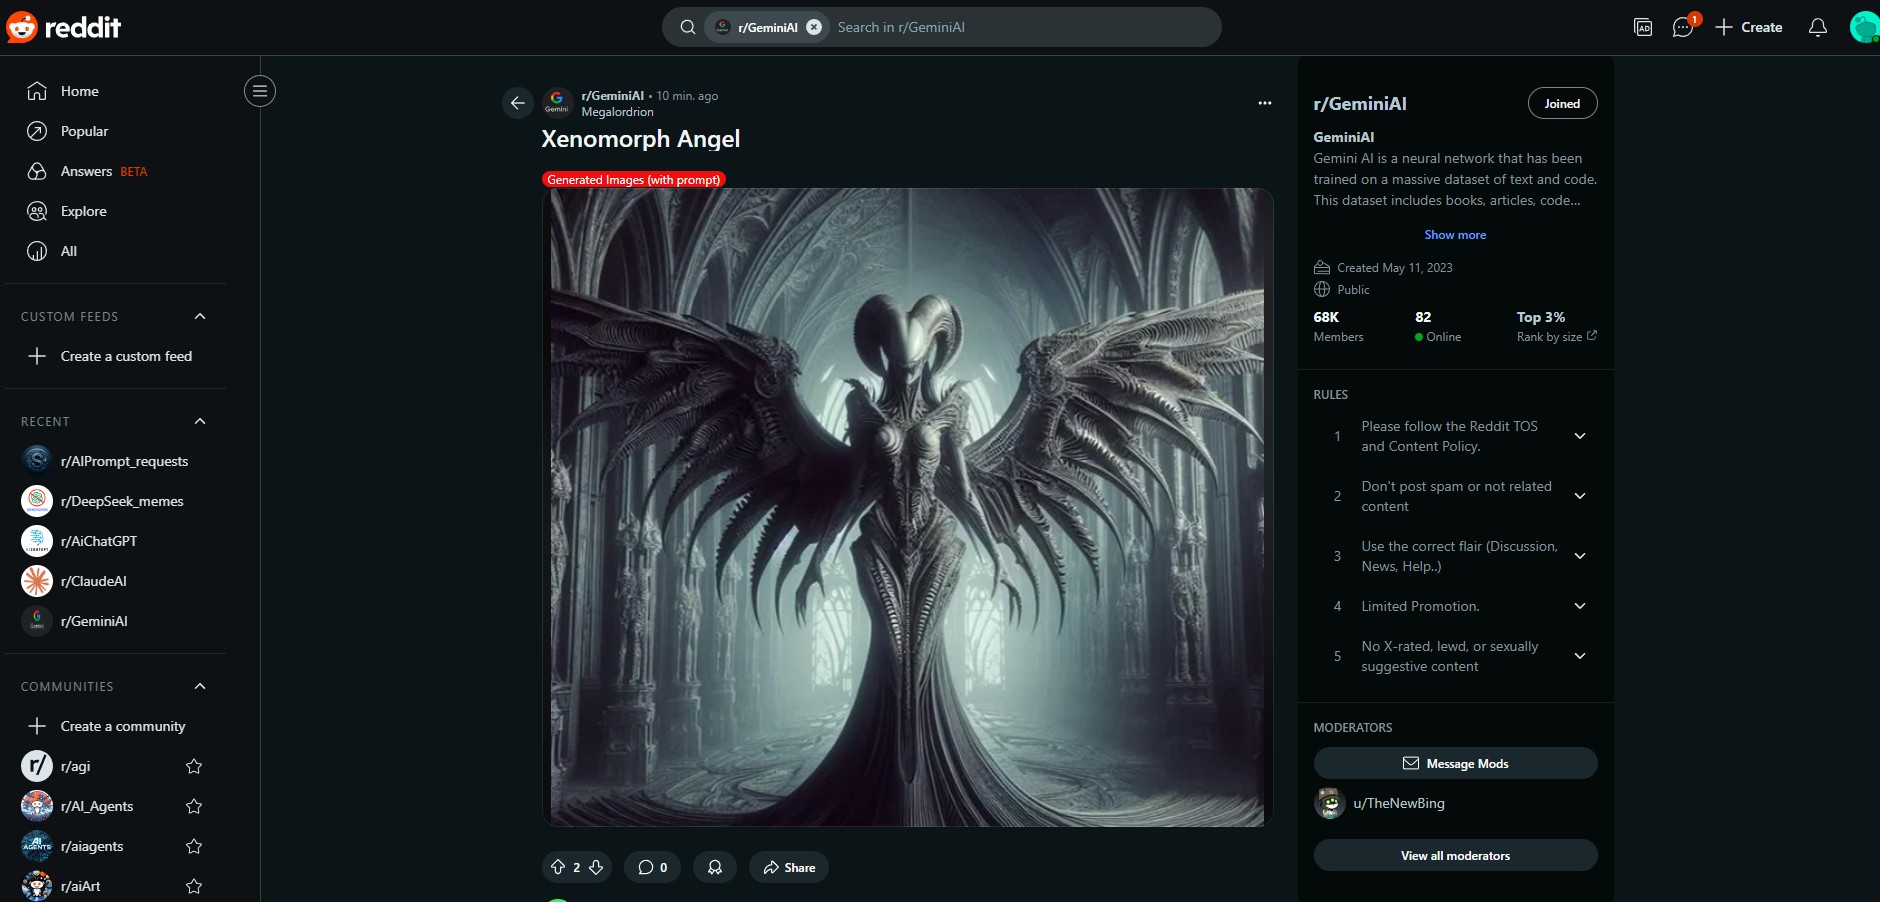 reddit
r/GeminiAI
Search in r/GeminiAI
AD
1
Create
Home
Popular
Answers BETA
Explore
All
CUSTOM FEEDS
Create a custom feed
RECENT
r/AIPrompt_requests
r/DeepSeek_memes
r/AiChatGPT
r/ClaudeAI
r/GeminiAI
COMMUNITIES
Create a community
r/
r/agi
r/AI_Agents
AI
AGENTS
r/aiagents
r/aiArt
G
Gemini
r/GeminiAI • 10 min. ago
Megalordrion
Xenomorph Angel
Generated Images (with prompt)
2
0
Share
r/GeminiAI
Joined
GeminiAI
Gemini AI is a neural network that has been
trained on a massive dataset of text and code.
This dataset includes books, articles, code...
Show more
Created May 11, 2023
Public
68K
Members
82
Online
Top 3%
Rank by size
RULES
1
Please follow the Reddit TOS
and Content Policy.
2
Don't post spam or not related
content
3
Use the correct flair (Discussion,
News, Help..)
4
Limited Promotion.
5
No X-rated, lewd, or sexually
suggestive content
MODERATORS
Message Mods
u/TheNewBing
View all moderators